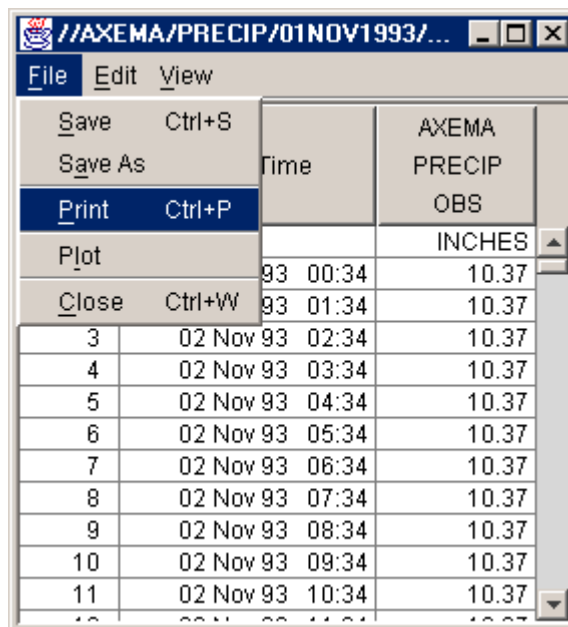 //AXEMA/PRECIP/01NOV1993/...
File Edit View
Save Ctrl+S
Save As
Print Ctrl+P
Plot
Close Ctrl+W
Time
AXEMA
PRECIP
OBS
INCHES
93 00:34 10.37
93 01:34 10.37
3 02 Nov 93 02:34 10.37
4 02 Nov 93 03:34 10.37
5 02 Nov 93 04:34 10.37
6 02 Nov 93 05:34 10.37
7 02 Nov 93 06:34 10.37
8 02 Nov 93 07:34 10.37
9 02 Nov 93 08:34 10.37
10 02 Nov 93 09:34 10.37
11 02 Nov 93 10:34 10.37